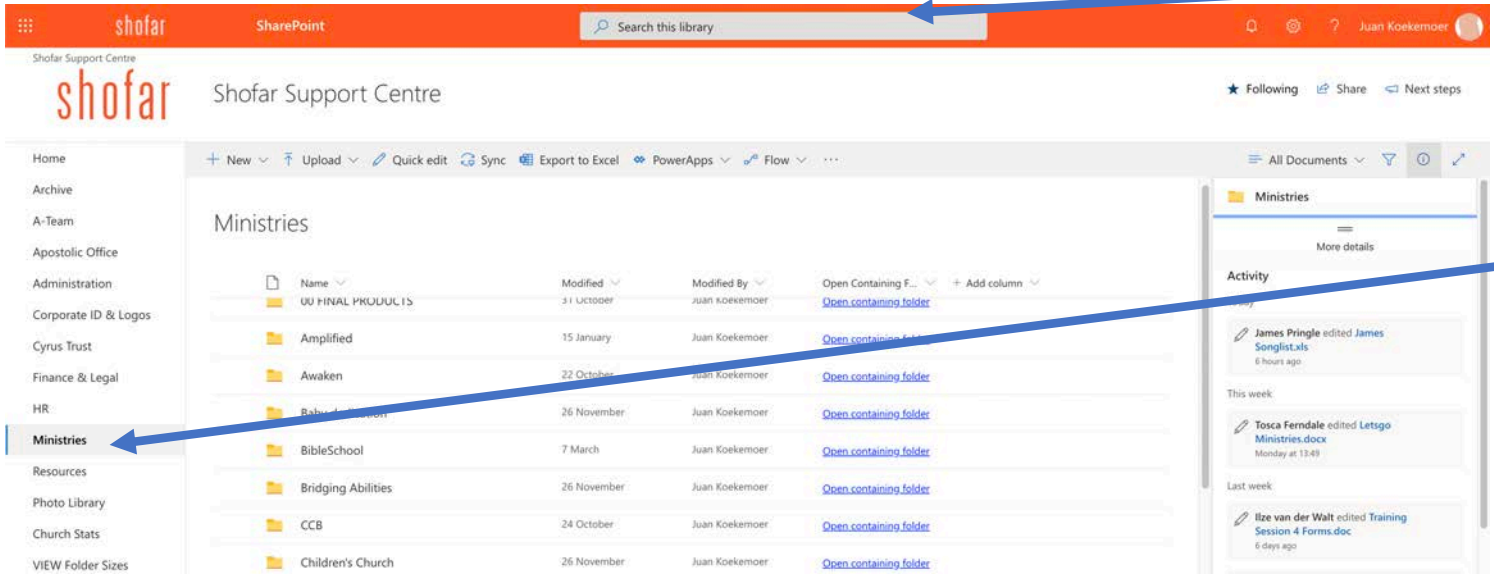 shofar SharePoint Search this library ? Juan Koekemoer
Shofar Support Centre
shofar Shofar Support Centre Following Share Next steps
Home + New Upload Quick edit Sync Export to Excel PowerApps Flow ... All Documents
Archive
Ministries
A-Team
Ministries
Apostolic Office
More details
Administration
Name Modified Modified By Open Containing F... + Add column
Activity
00 FINAL PRODUCTS 31 October Juan Koekemoer Open containing folder
Corporate ID & Logos
Amplified 15 January Juan Koekemoer Open containing folder
James Pringle edited James
Songlist.xls
6 hours ago
Cyrus Trust
Finance & Legal
Awaken 22 October Juan Koekemoer Open containing folder
This week
HR
26 November Juan Koekemoer Open containing folder
Tosca Ferndale edited Letsgo
Ministries.docx
Monday at 13:49
Ministries
BibleSchool 7 March Juan Koekemoer Open containing folder
Resources
Bridging Abilities 26 November Juan Koekemoer Open containing folder
Last week
Photo Library
CCB 24 October Juan Koekemoer Open containing folder
Ilze van der Walt edited Training
Session 4 Forms.doc
6 days ago
Church Stats
VIEW Folder Sizes
Children's Church 26 November Juan Koekemoer Open containing folder